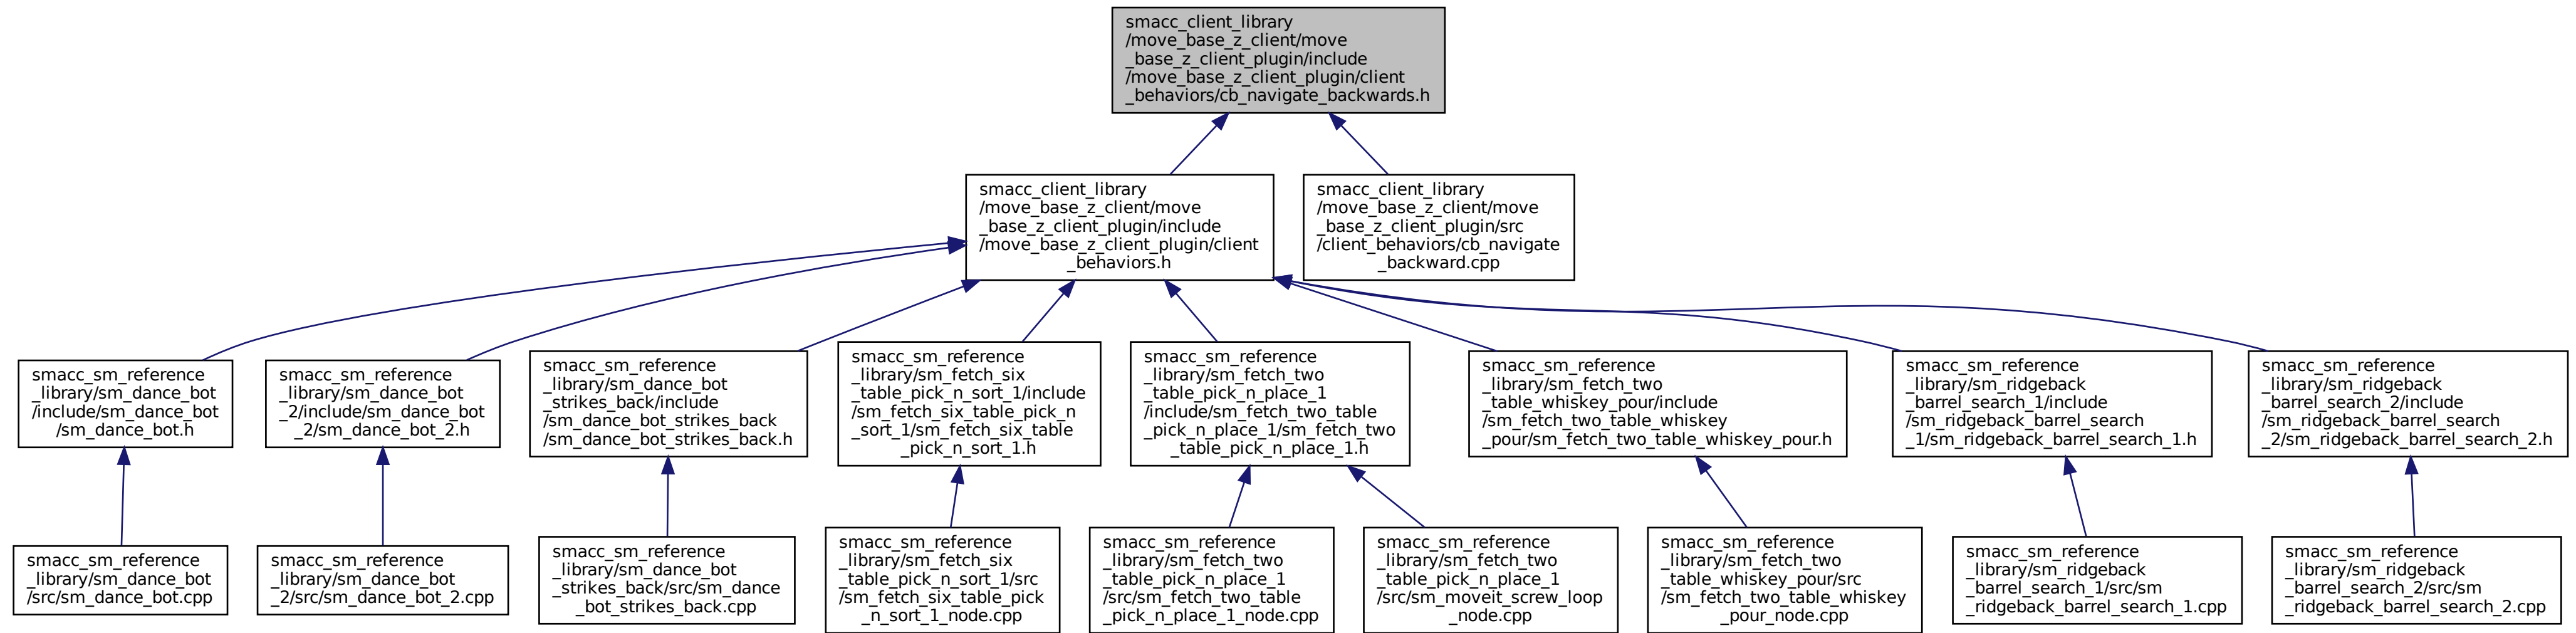 smacc_client_library
/move_base_z_client/move
_base_z_client_plugin/include
/move_base_z_client_plugin/client
_behaviors/cb_navigate_backwards.h
smacc_client_library
/move_base_z_client/move
_base_z_client_plugin/include
/move_base_z_client_plugin/client
_behaviors.h
smacc_client_library
/move_base_z_client/move
_base_z_client_plugin/src
/client_behaviors/cb_navigate
_backward.cpp
smacc_sm_reference
_library/sm_dance_bot
/include/sm_dance_bot
/sm_dance_bot.h
smacc_sm_reference
_library/sm_dance_bot
_2/include/sm_dance_bot
_2/sm_dance_bot_2.h
smacc_sm_reference
_library/sm_dance_bot
_strikes_back/include
/sm_dance_bot_strikes_back
/sm_dance_bot_strikes_back.h
smacc_sm_reference
_library/sm_fetch_six
_table_pick_n_sort_1/include
/sm_fetch_six_table_pick_n
_sort_1/sm_fetch_six_table
_pick_n_sort_1.h
smacc_sm_reference
_library/sm_fetch_two
_table_pick_n_place_1
/include/sm_fetch_two_table
_pick_n_place_1/sm_fetch_two
_table_pick_n_place_1.h
smacc_sm_reference
_library/sm_fetch_two
_table_whiskey_pour/include
/sm_fetch_two_table_whiskey
_pour/sm_fetch_two_table_whiskey_pour.h
smacc_sm_reference
_library/sm_ridgeback
_barrel_search_1/include
/sm_ridgeback_barrel_search
_1/sm_ridgeback_barrel_search_1.h
smacc_sm_reference
_library/sm_ridgeback
_barrel_search_2/include
/sm_ridgeback_barrel_search
_2/sm_ridgeback_barrel_search_2.h
smacc_sm_reference
_library/sm_dance_bot
/src/sm_dance_bot.cpp
smacc_sm_reference
_library/sm_dance_bot
_2/src/sm_dance_bot_2.cpp
smacc_sm_reference
_library/sm_dance_bot
_strikes_back/src/sm_dance
_bot_strikes_back.cpp
smacc_sm_reference
_library/sm_fetch_six
_table_pick_n_sort_1/src
/sm_fetch_six_table_pick
_n_sort_1_node.cpp
smacc_sm_reference
_library/sm_fetch_two
_table_pick_n_place_1
/src/sm_fetch_two_table
_pick_n_place_1_node.cpp
smacc_sm_reference
_library/sm_fetch_two
_table_pick_n_place_1
/src/sm_moveit_screw_loop
_node.cpp
smacc_sm_reference
_library/sm_fetch_two
_table_whiskey_pour/src
/sm_fetch_two_table_whiskey
_pour_node.cpp
smacc_sm_reference
_library/sm_ridgeback
_barrel_search_1/src/sm
_ridgeback_barrel_search_1.cpp
smacc_sm_reference
_library/sm_ridgeback
_barrel_search_2/src/sm
_ridgeback_barrel_search_2.cpp